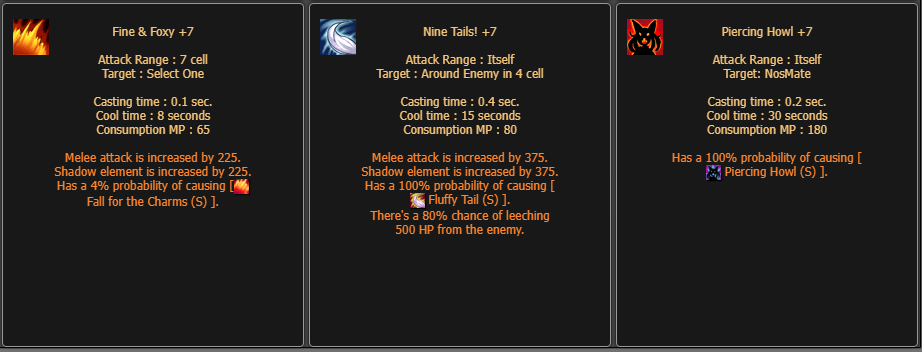 Fine & Foxy +7
Attack Range : 7 cell
Target : Select One
Casting time : 0.1 sec.
Cool time : 8 seconds
Consumption MP : 65
Melee attack is increased by 225.
Shadow element is increased by 225.
Has a 4% probability of causing [
Fall for the Charms (S) ].
Nine Tails! +7
Attack Range : Itself
Target : Around Enemy in 4 cell
Casting time : 0.4 sec.
Cool time : 15 seconds
Consumption MP : 80
Melee attack is increased by 375.
Shadow element is increased by 375.
Has a 100% probability of causing [
Fluffy Tail (S) ].
There's a 80% chance of leeching
500 HP from the enemy.
Piercing Howl +7
Attack Range : Itself
Target: NosMate
Casting time : 0.2 sec.
Cool time : 30 seconds
Consumption MP : 180
Has a 100% probability of causing [
Piercing Howl (S) ].